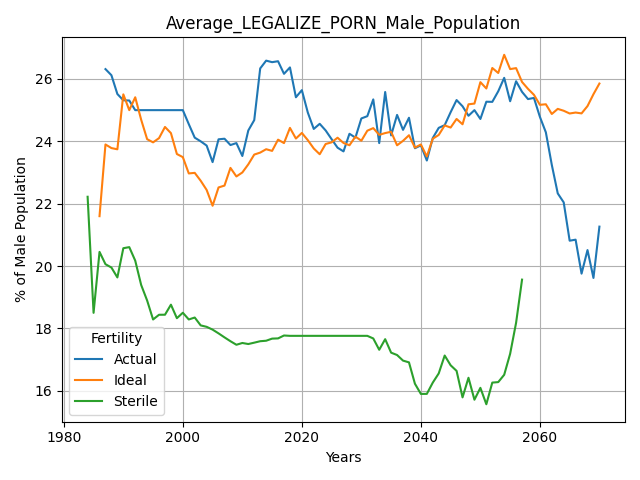 Average_LEGALIZE_PORN_Male_Population
% of Male Population
26
24
22
20
18
16
Fertility
Actual
Ideal
Sterile
1980
2000
2020
2040
2060
Years